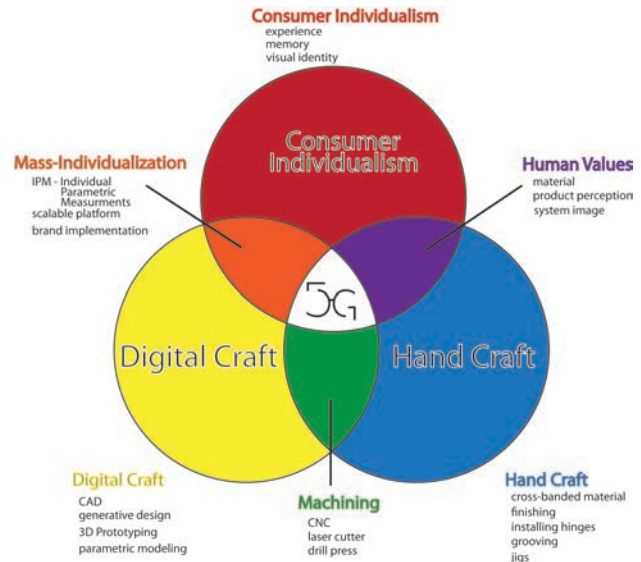 Consumer Individualism
experience
memory
visual identity
Consumer
Individualism
Mass-Individualization
IPM - Individual
Parametric
Measurments
scalable platform
brand implementation
Human Values
material
product perception
system image
5G
Digital Craft
Hand Craft
Digital Craft
CAD
generative design
3D Prototyping
parametric modeling
Machining
CNC
laser cutter
drill press
Hand Craft
cross-banded material
finishing
installing hinges
grooving
jigs